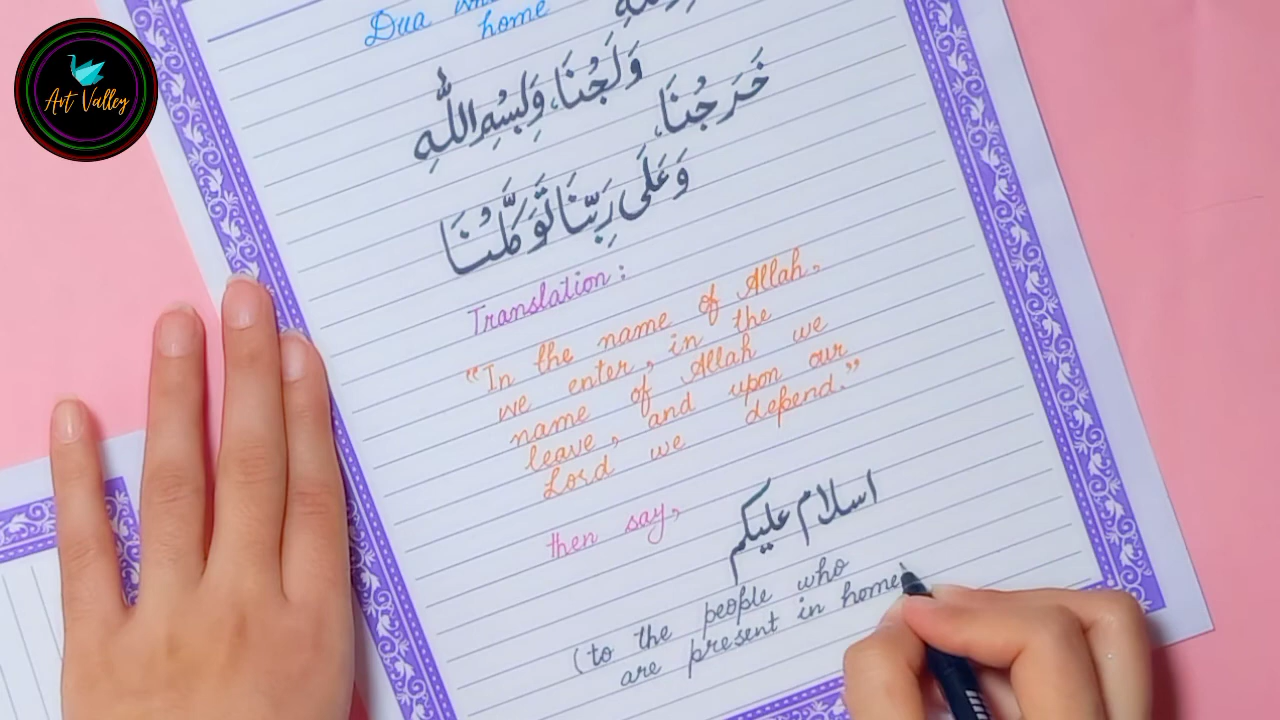 Art Valley
Dua
home
وَلَجْنَا، وَبِسْمِ اللّٰهِ
خَرَجْنَا،
وَعَلَى رَبِّنَا تَوَكَّلْنَا
Translation :
"In the name of Allah,
we enter, in the
name of Allah we
leave, and upon our
Lord we depend."
then say,
اسلام علیکم
(to the people who
are present in home